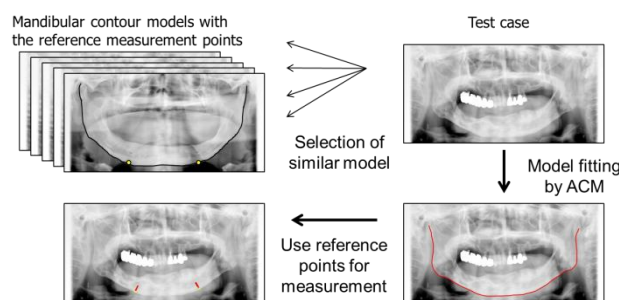 Mandibular contour models with
the reference measurement points
Test case
Selection of
similar model
Model fitting
by ACM
Use reference
points for
measurement